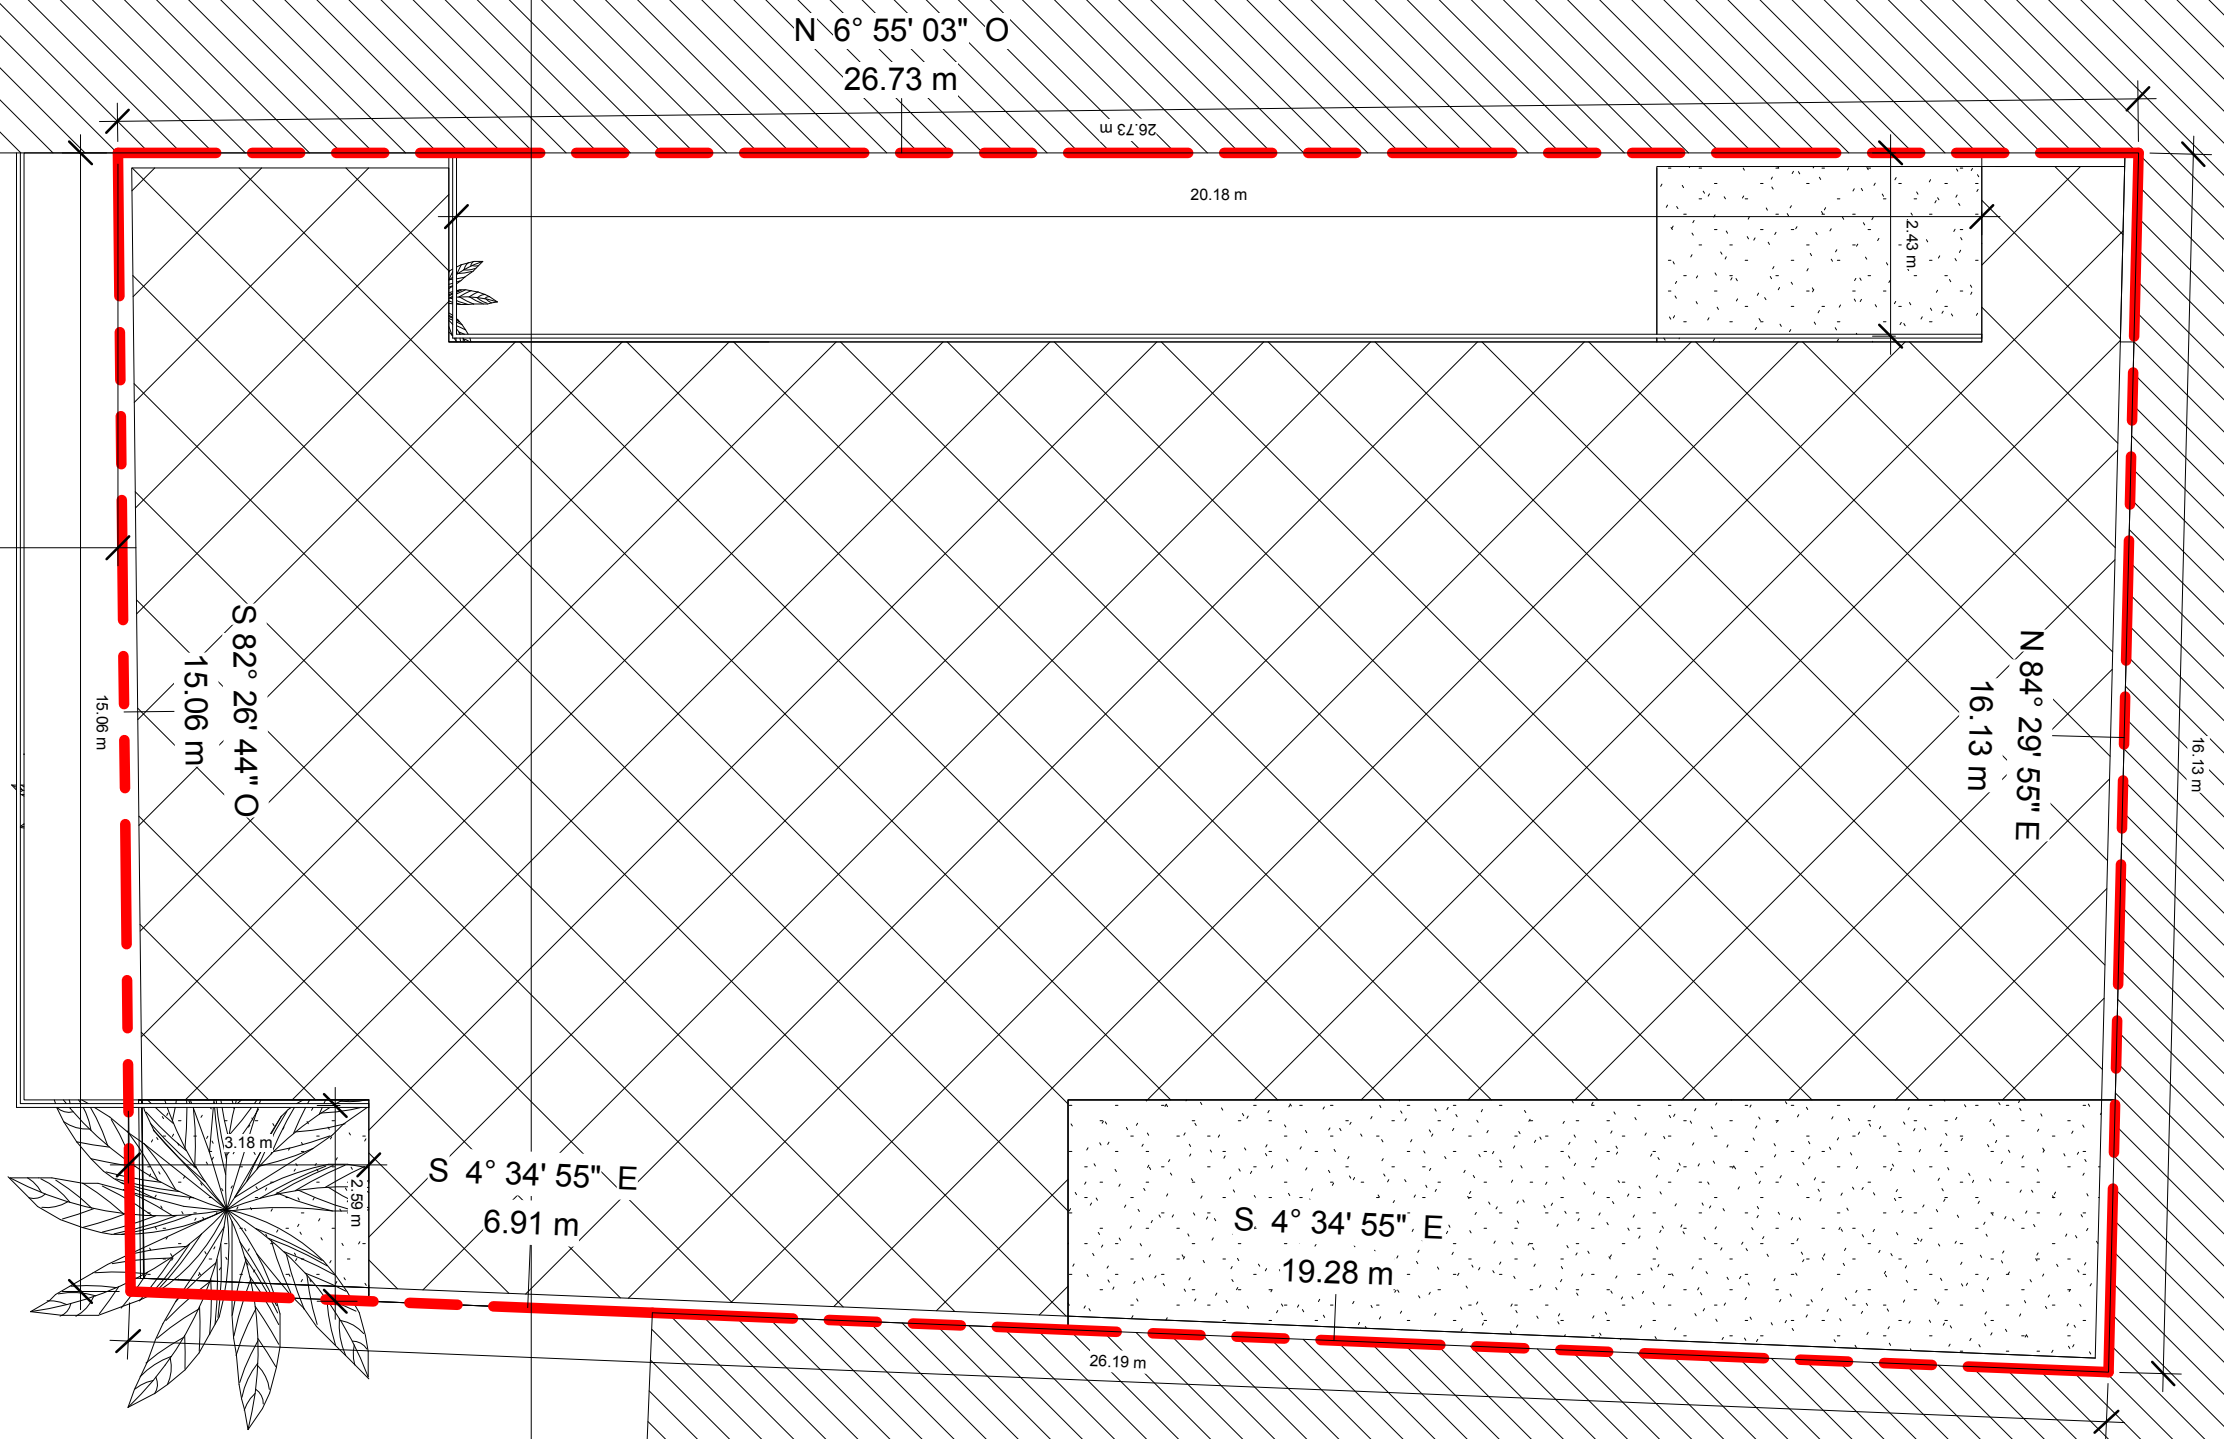 N 6° 55' 03" O
26.73 m
26.73 m
20.18 m
2.43 m
S 82° 26' 44" O
15.06 m
15.06 m
N 84° 29' 55" E
16.13 m
16.13 m
3.18 m
2.59 m
S 4° 34' 55" E
6.91 m
S 4° 34' 55" E
19.28 m
26.19 m